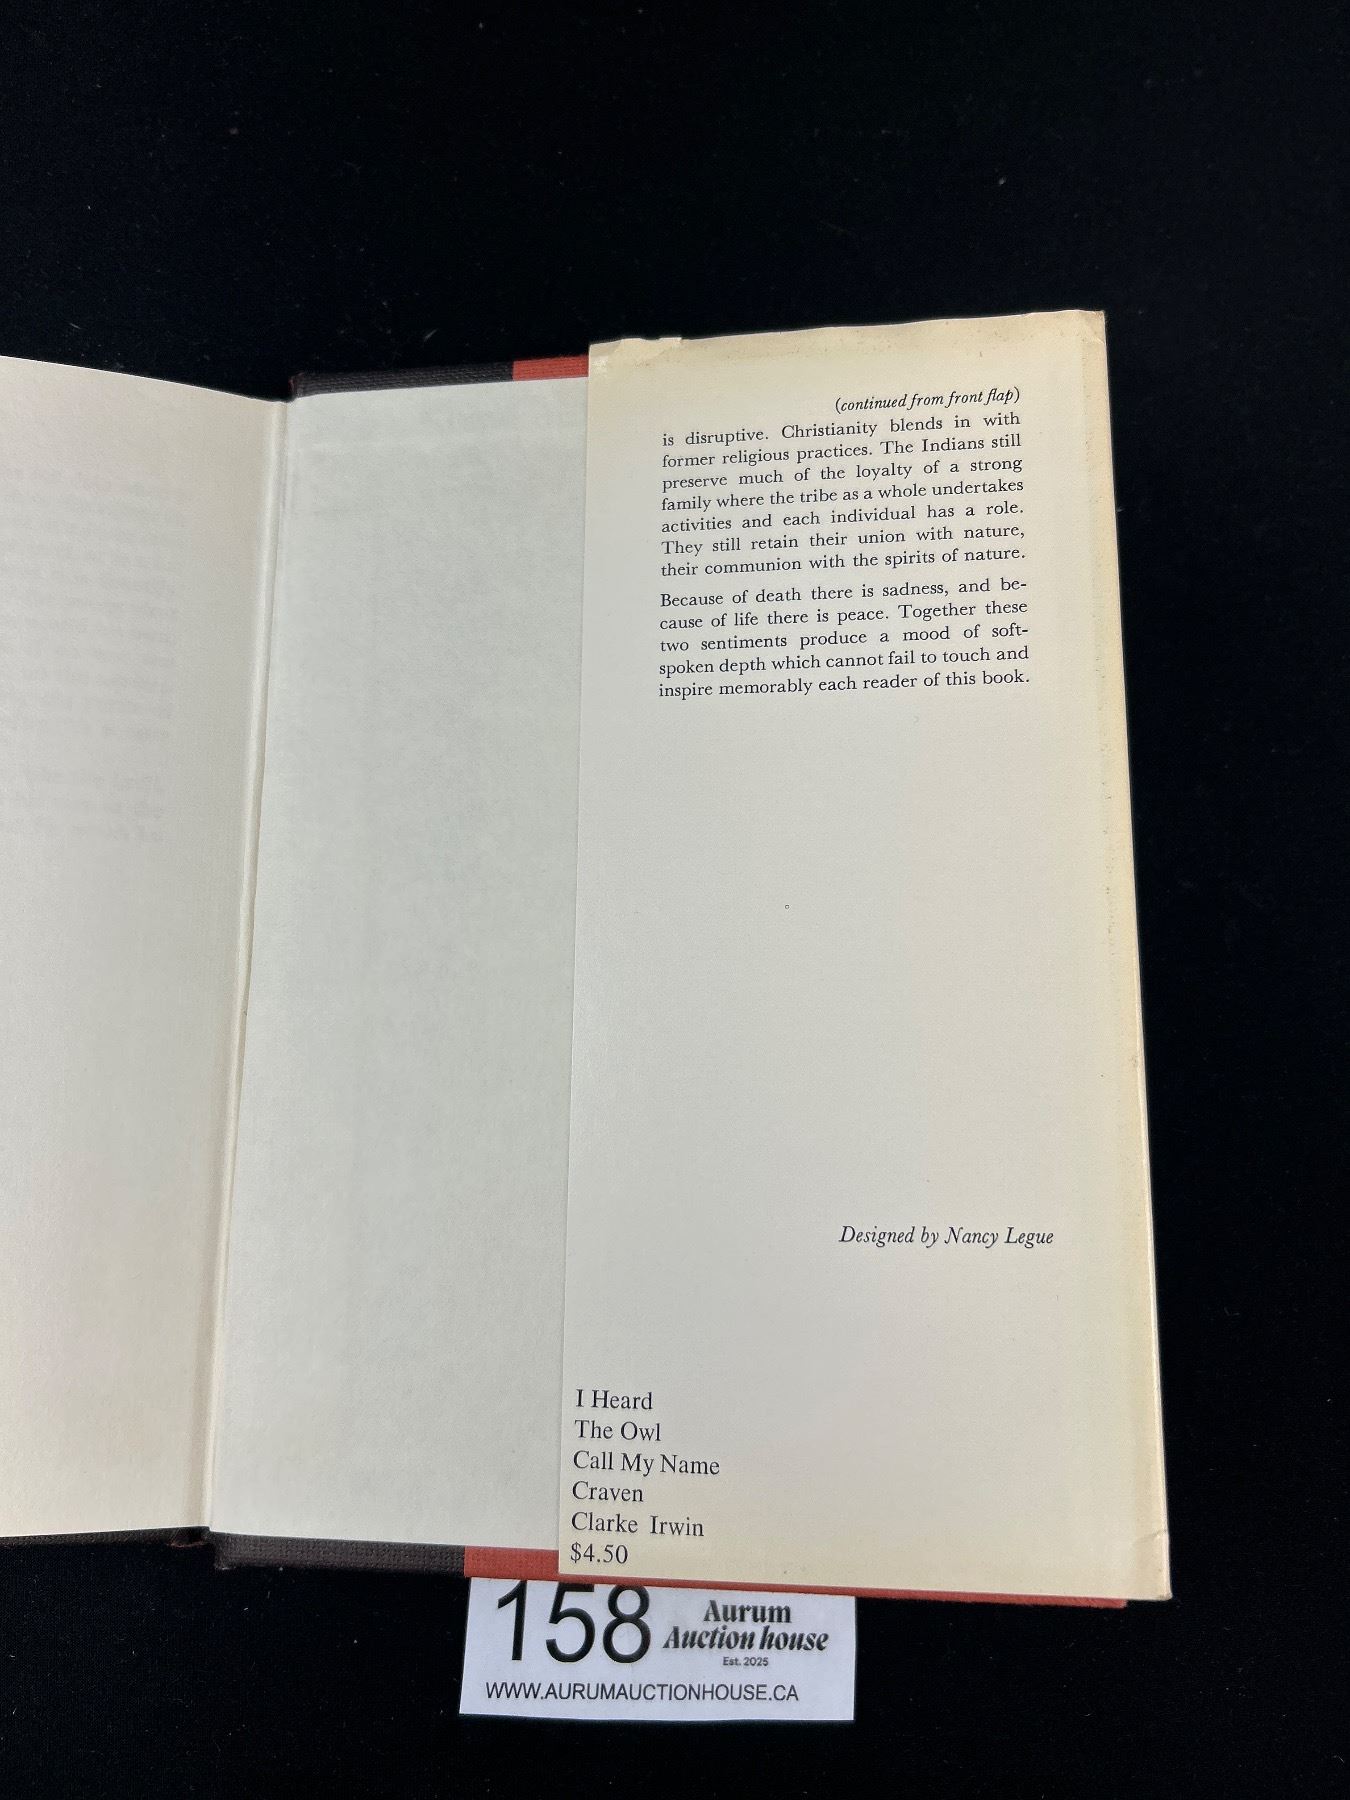 (continued from front flap)
is disruptive. Christianity blends in with
former religious practices. The Indians still
preserve much of the loyalty of a strong
family where the tribe as a whole undertakes
activities and each individual has a role.
They still retain their union with nature,
their communion with the spirits of nature.
Because of death there is sadness, and be-
cause of life there is peace. Together these
two sentiments produce a mood of soft-
spoken depth which cannot fail to touch and
inspire memorably each reader of this book.
Designed by Nancy Legue
I Heard
The Owl
Call My Name
Craven
Clarke Irwin
$4.50
158
Aurum
Auction house
Est. 2025
WWW.AURUMAUCTIONHOUSE.CA